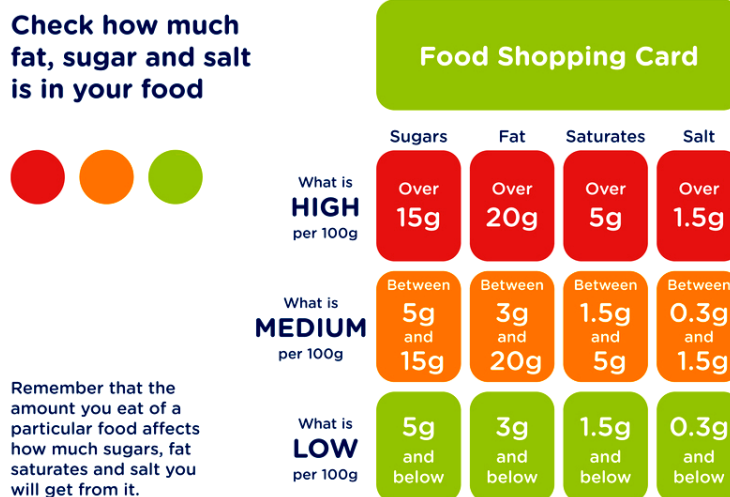 Check how much
fat, sugar and salt
is in your food
Food Shopping Card
Sugars Fat Saturates Salt
What is
HIGH
per 100g
Over Over Over Over
15g 20g 5g 1.5g
What is
MEDIUM
per 100g
Between Between Between Between
5g 3g 1.5g 0.3g
and and and and
15g 20g 5g 1.5g
What is
LOW
per 100g
5g 3g 1.5g 0.3g
and and and and
below below below below
Remember that the
amount you eat of a
particular food affects
how much sugars, fat
saturates and salt you
will get from it.